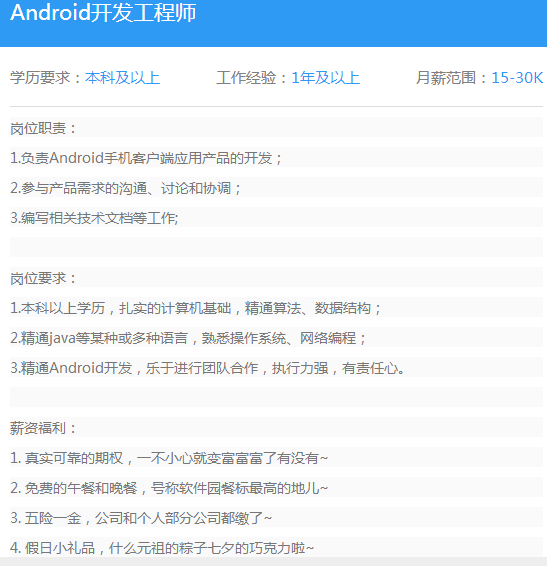 Android开发工程师
学历要求：本科及以上 工作经验：1年及以上 月薪范围：15-30K
岗位职责：
1.负责Android手机客户端应用产品的开发；
2.参与产品需求的沟通、讨论和协调；
3.编写相关技术文档等工作;
岗位要求：
1.本科以上学历，扎实的计算机基础，精通算法、数据结构；
2.精通java等某种或多种语言，熟悉操作系统、网络编程；
3.精通Android开发，乐于进行团队合作，执行力强，有责任心。
薪资福利：
1. 真实可靠的期权，一不小心就变富富富了有没有~
2. 免费的午餐和晚餐，号称软件园餐标最高的地儿~
3. 五险一金，公司和个人部分公司都缴了~
4. 假日小礼品，什么元祖的粽子七夕的巧克力啦~